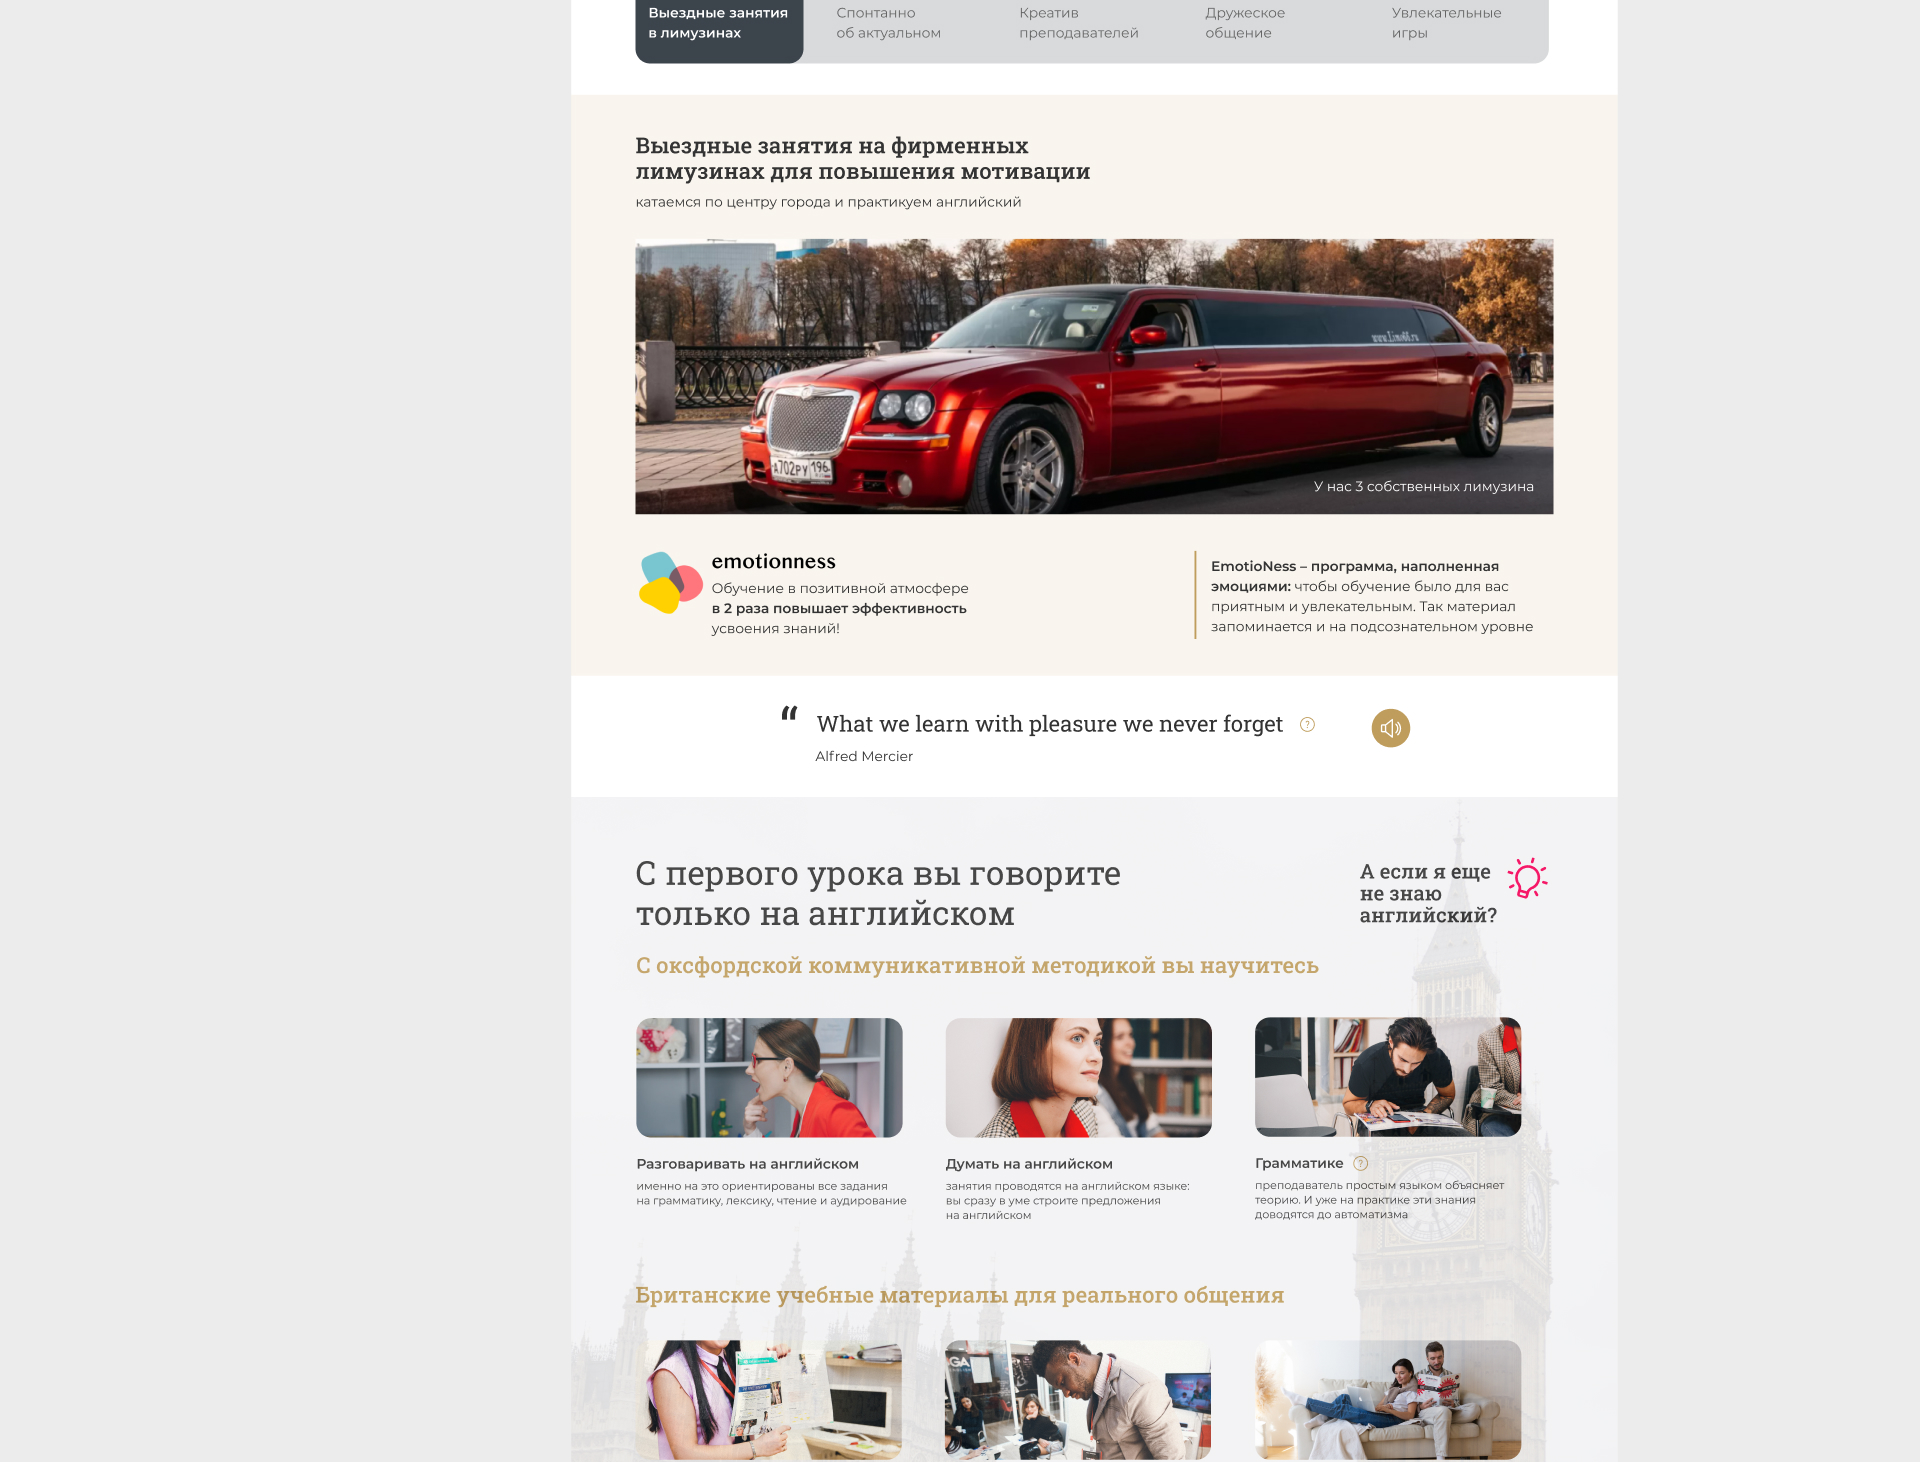 Выездные занятия
в лимузинах
Спонтанно
об актуальном
Креатив
преподавателей
Дружеское
общение
Увлекательные
игры
Выездные занятия на фирменных
лимузинах для повышения мотивации
катаемся по центру города и практикуем английский
www.Limo66.ru
А702РУ 196
У нас 3 собственных лимузина
emotionness
Обучение в позитивной атмосфере
в 2 раза повышает эффективность
усвоения знаний!
EmotioNess – программа, наполненная
эмоциями: чтобы обучение было для вас
приятным и увлекательным. Так материал
запоминается и на подсознательном уровне
“ What we learn with pleasure we never forget ?
Alfred Mercier
С первого урока вы говорите
только на английском
А если я еще
не знаю
английский?
С оксфордской коммуникативной методикой вы научитесь
Разговаривать на английском
именно на это ориентированы все задания
на грамматику, лексику, чтение и аудирование
Думать на английском
занятия проводятся на английском языке:
вы сразу в уме строите предложения
на английском
Грамматике ?
преподаватель простым языком объясняет
теорию. И уже на практике эти знания
доводятся до автоматизма
Британские учебные материалы для реального общения
GA